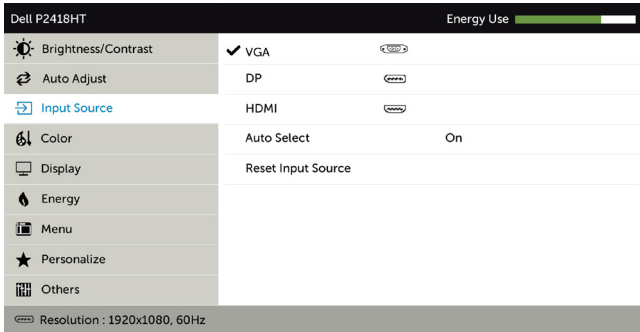 Dell P2418HT Energy Use
Brightness/Contrast
Auto Adjust
Input Source
Color
Display
Energy
Menu
Personalize
Others
VGA
DP
HDMI
Auto Select On
Reset Input Source
Resolution : 1920x1080, 60Hz